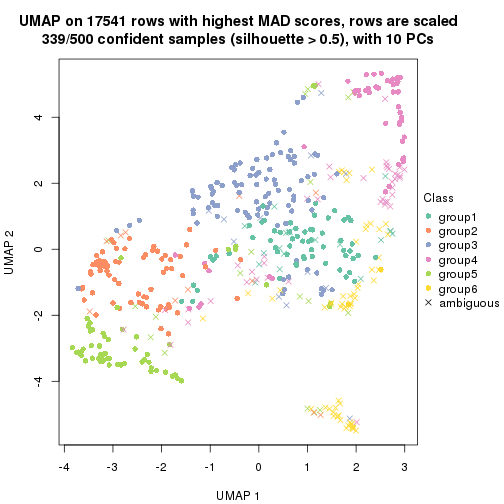 UMAP on 17541 rows with highest MAD scores, rows are scaled
339/500 confident samples (silhouette > 0.5), with 10 PCs
UMAP 2
4
2
0
-2
-4
-4
-3
-2
-1
0
1
2
3
UMAP 1
Class
group1
group2
group3
group4
group5
group6
ambiguous